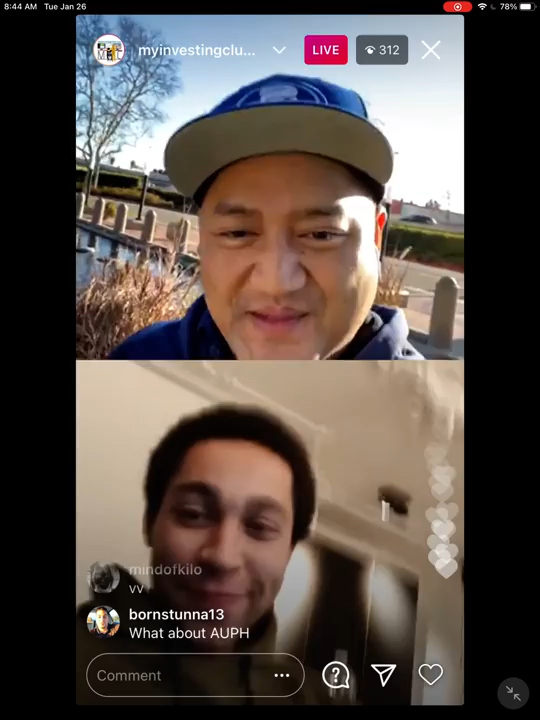 8:44 AM Tue Jan 26
78%
myinvestingclu...
LIVE
312
mindofkilo
vv
bornstunna13
What about AUPH
Comment